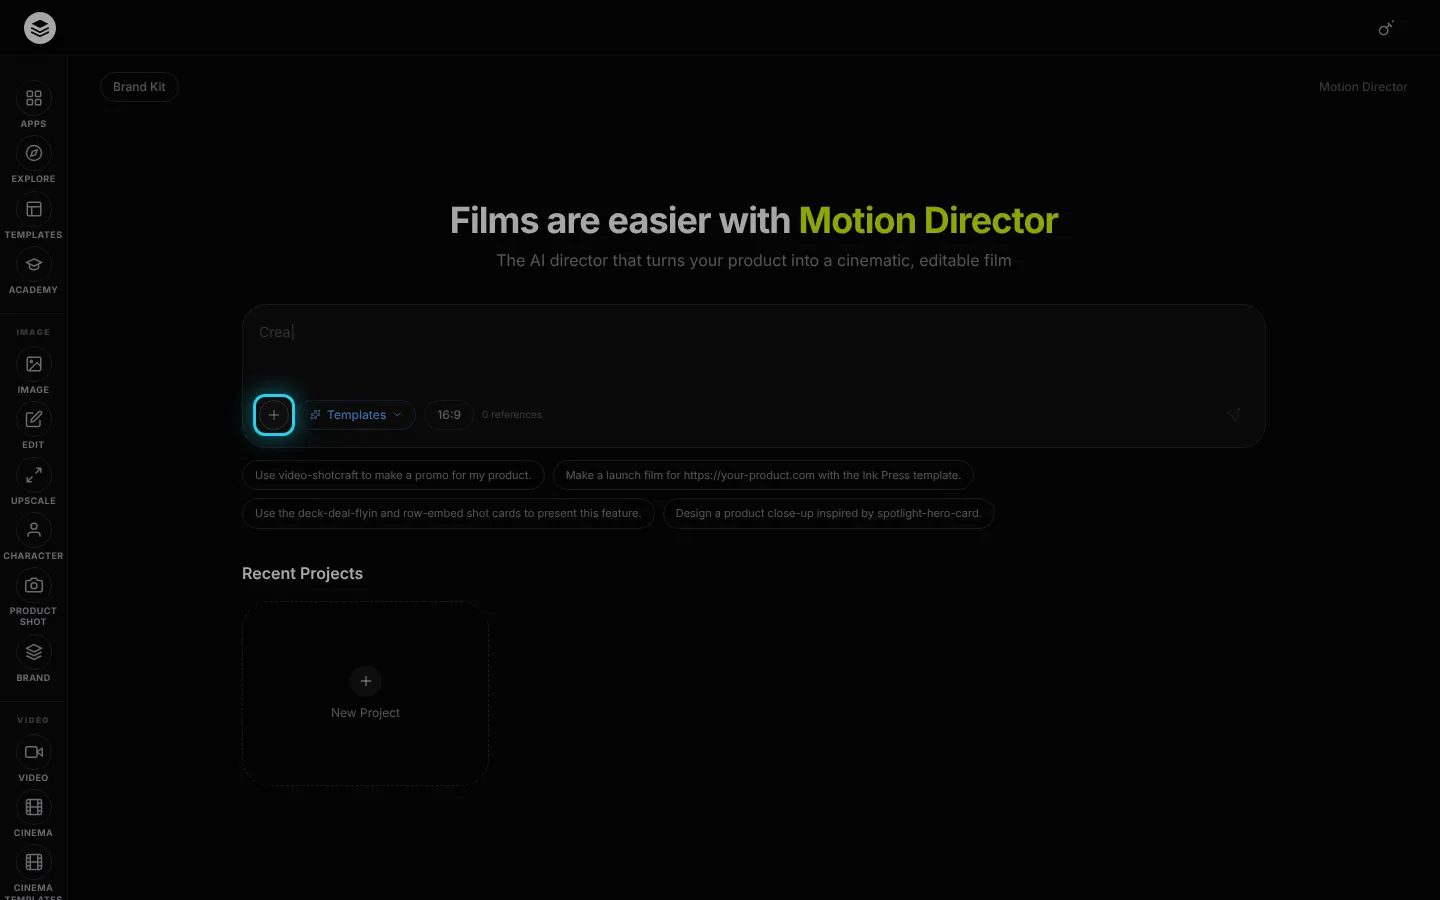 Brand Kit
Motion Director
APPS
EXPLORE
TEMPLATES
ACADEMY
IMAGE
IMAGE
EDIT
UPSCALE
CHARACTER
PRODUCT
SHOT
BRAND
VIDEO
VIDEO
CINEMA
CINEMA
TEMPLATES
Films are easier with Motion Director
The AI director that turns your product into a cinematic, editable film
Crea
Templates
16:9
0 references
Use video-shotcraft to make a promo for my product.
Make a launch film for https://your-product.com with the Ink Press template.
Use the deck-deal-flyin and row-embed shot cards to present this feature.
Design a product close-up inspired by spotlight-hero-card.
Recent Projects
New Project